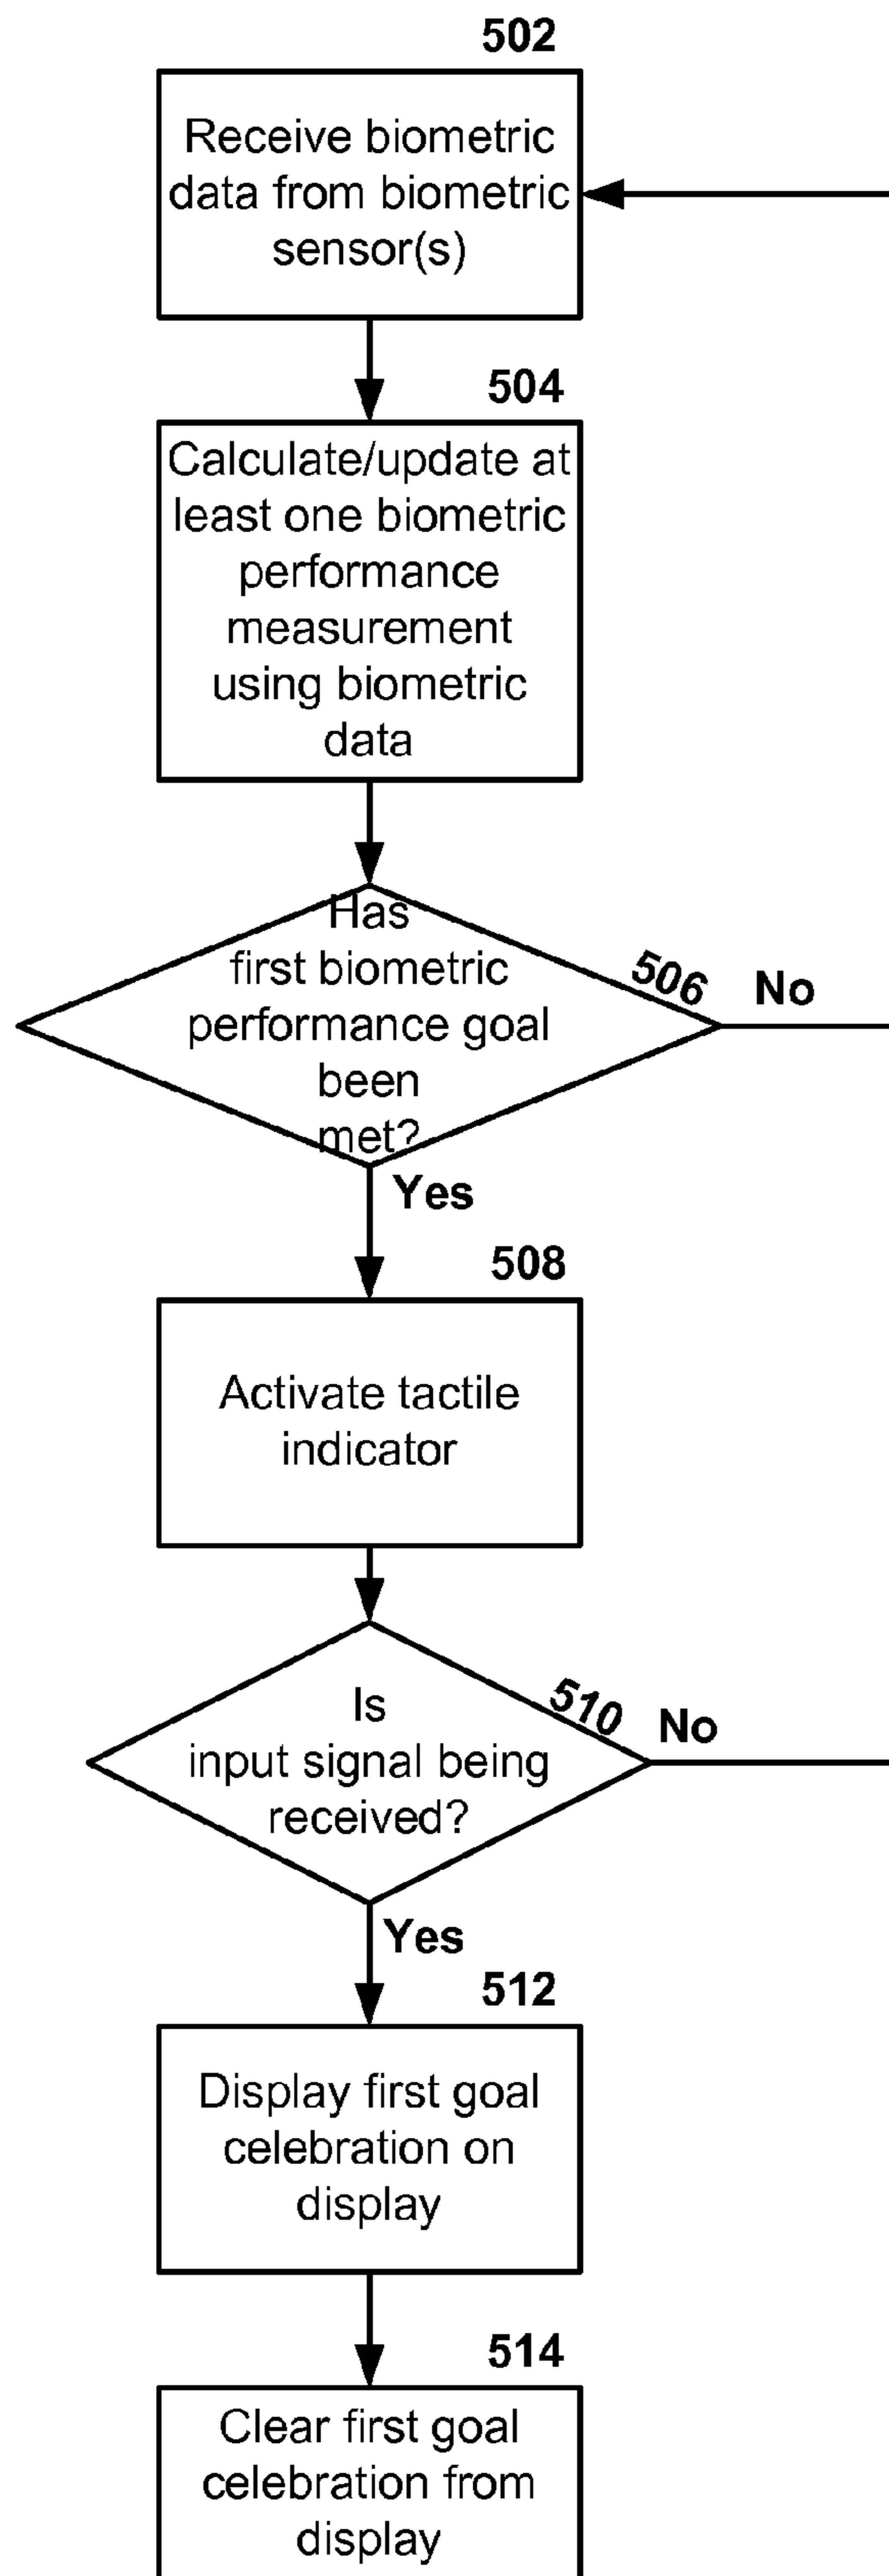 502
Receive biometric
data from biometric
sensor(s)
504
Calculate/update at
least one biometric
performance
measurement
using biometric
data
Has
first biometric
performance goal
been
met?
506
No
Yes
508
Activate tactile
indicator
Is
input signal being
received?
510
No
Yes
512
Display first goal
celebration on
display
514
Clear first goal
celebration from
display